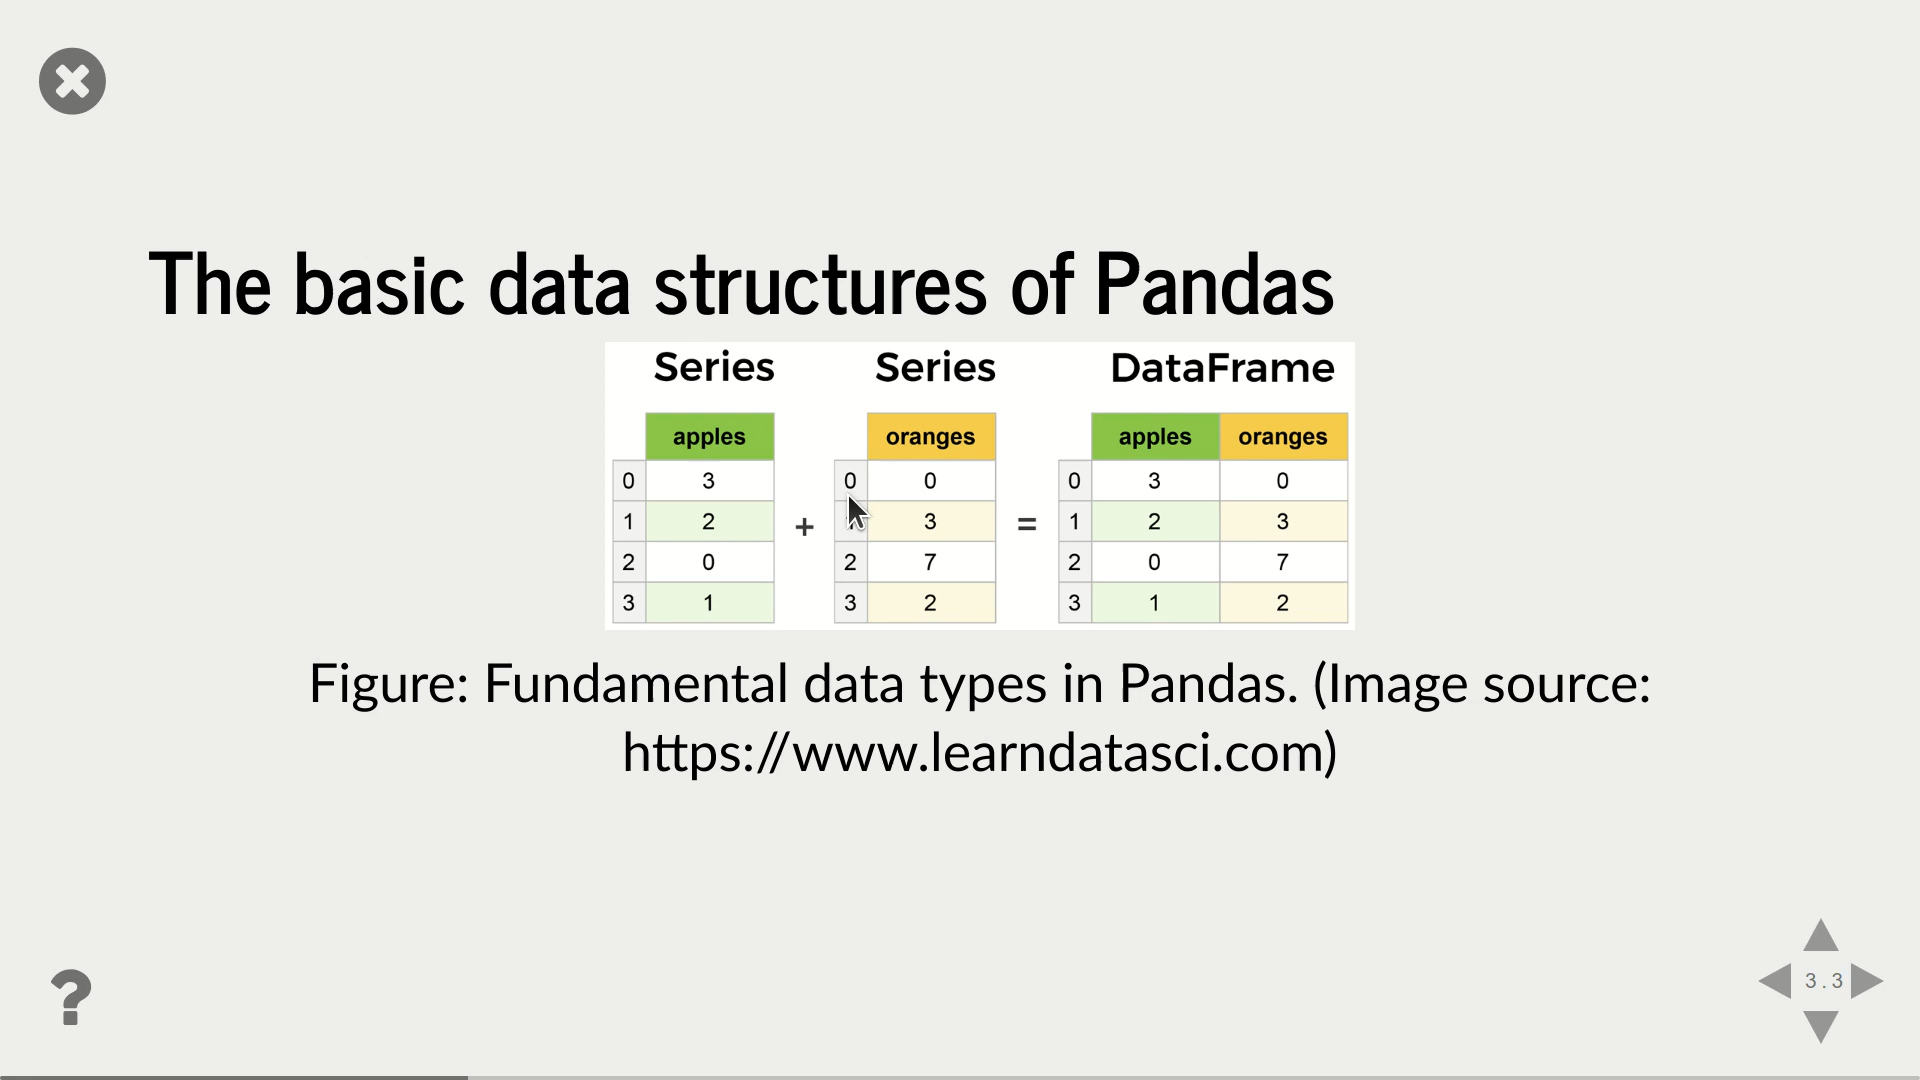 The basic data structures of Pandas
Series Series DataFrame
apples oranges apples oranges
0 3 0 0 0 3 0
1 2 3 1 2 3
+ =
2 0 2 7 2 0 7
3 1 3 2 3 1 2
Figure: Fundamental data types in Pandas. (Image source:
https://www.learndatasci.com)
3.3
?